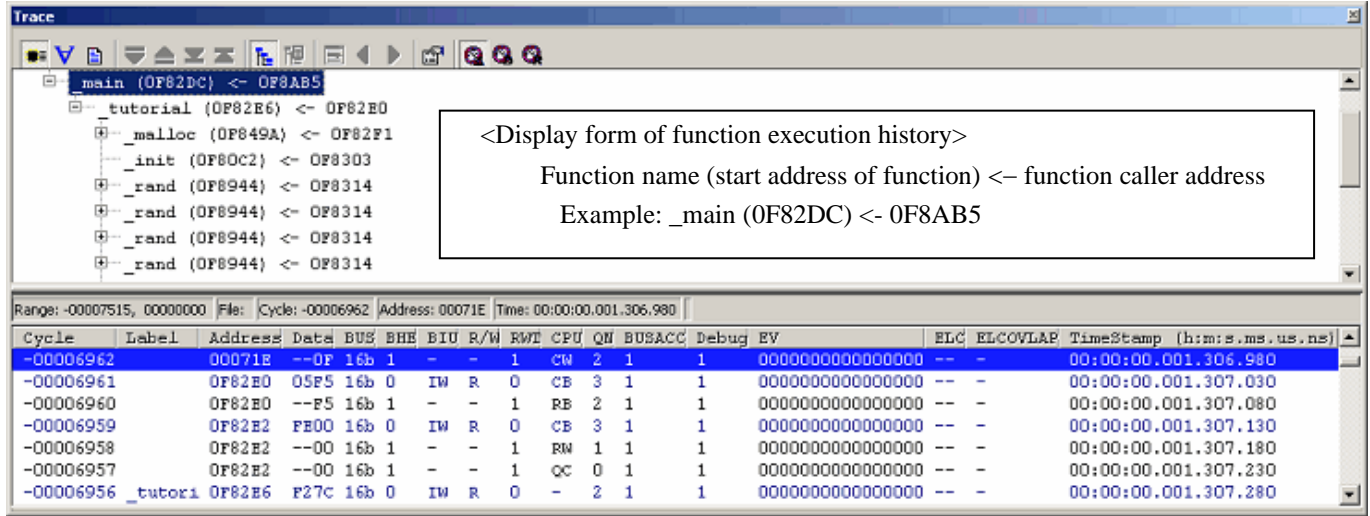 Trace
_main (0F82DC) <- 0F8AB5
_tutorial (0F82E6) <- 0F82E0
_malloc (0F849A) <- 0F82F1
_init (0F80C2) <- 0F8303
_rand (0F8944) <- 0F8314
_rand (0F8944) <- 0F8314
_rand (0F8944) <- 0F8314
_rand (0F8944) <- 0F8314
<Display form of function execution history>
Function name (start address of function) <– function caller address
Example: _main (0F82DC) <- 0F8AB5
Range: -00007515, 00000000 File: Cycle: -00006962 Address: 00071E Time: 00:00:00.001.306.980
Cycle Label Address Data BUS BHE BIU R/W RWT CPU QN BUSACC Debug EV ELC ELCOVLAP TimeStamp (h:m:s.ms.us.ns)
-00006962 00071E --0F 16b 1 - - 1 CW 2 1 1 0000000000000000 -- - 00:00:00.001.306.980
-00006961 0F82E0 05F5 16b 0 IW R 0 CB 3 1 1 0000000000000000 -- - 00:00:00.001.307.030
-00006960 0F82E0 --F5 16b 1 - - 1 RB 2 1 1 0000000000000000 -- - 00:00:00.001.307.080
-00006959 0F82E2 FE00 16b 0 IW R 0 CB 3 1 1 0000000000000000 -- - 00:00:00.001.307.130
-00006958 0F82E2 --00 16b 1 - - 1 RW 1 1 1 0000000000000000 -- - 00:00:00.001.307.180
-00006957 0F82E2 --00 16b 1 - - 1 QC 0 1 1 0000000000000000 -- - 00:00:00.001.307.230
-00006956 _tutori 0F82E6 F27C 16b 0 IW R 0 - 2 1 1 0000000000000000 -- - 00:00:00.001.307.280